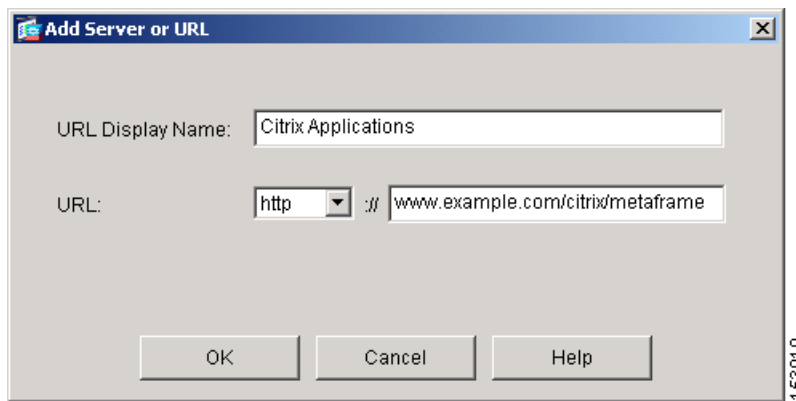 Add Server or URL
URL Display Name: Citrix Applications
URL: http :// www.example.com/citrix/metaframe
OK Cancel Help